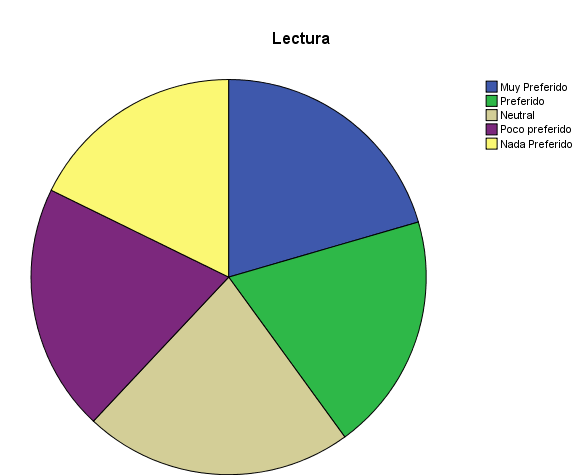 Lectura
Muy Preferido
Preferido
Neutral
Poco preferido
Nada Preferido